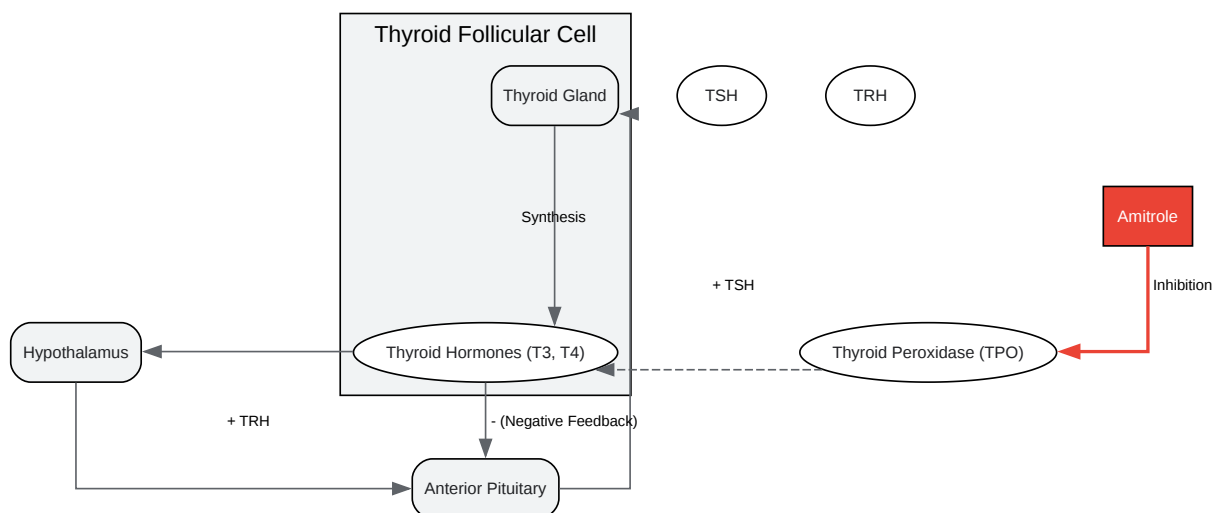 Thyroid Follicular Cell
Thyroid Gland
TSH
TRH
Amitrole
Synthesis
+ TSH
Inhibition
Hypothalamus
Thyroid Hormones (T3, T4)
Thyroid Peroxidase (TPO)
+ TRH
- (Negative Feedback)
Anterior Pituitary